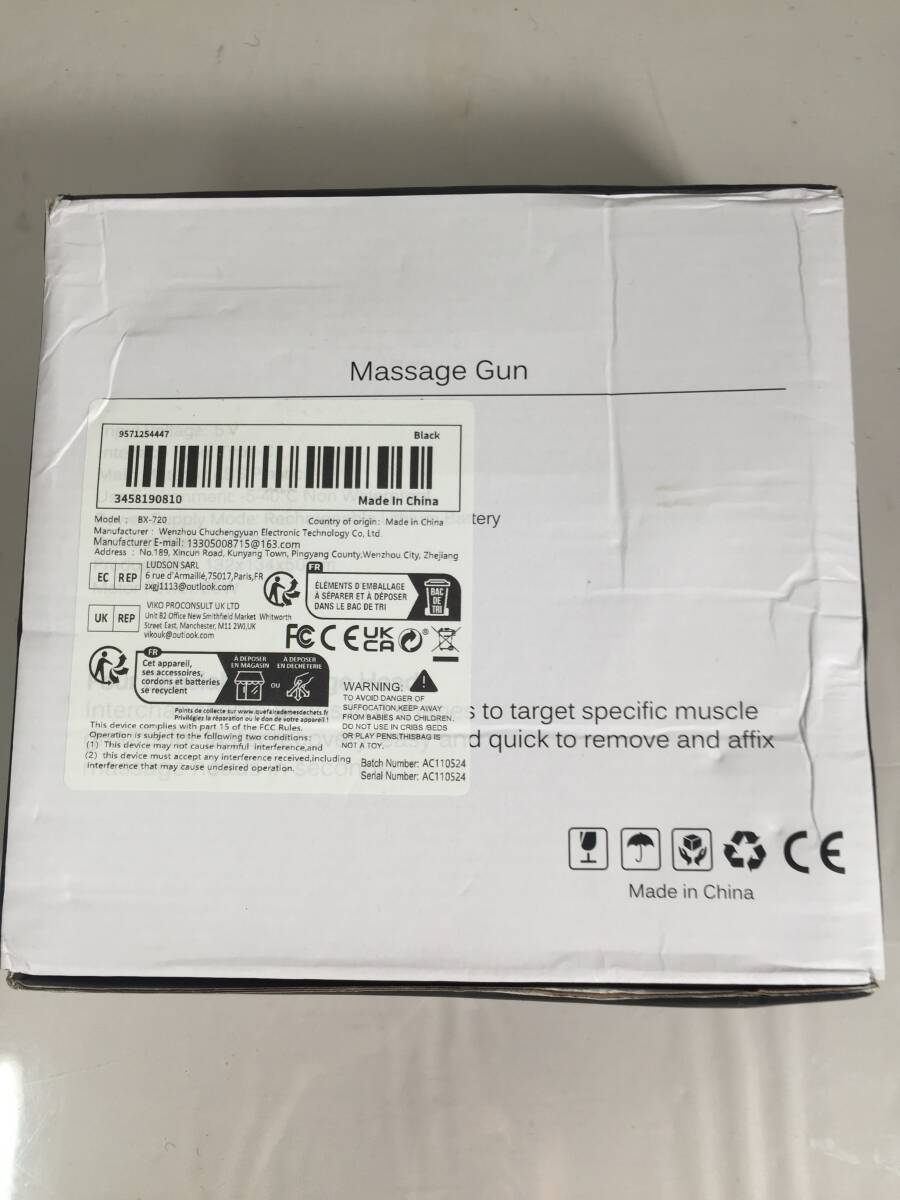 Massage Gun
9571254447 Black
3458190810 Made In China
Model： BX-720 Country of origin：Made in China
Manufacturer：Wenzhou Chuchengyuan Electronic Technology Co, Ltd.
Manufacturer E-mail: 13305008715@163.com
Address ：No.189, Xincun Road, Kunyang Town, Pingyang County,Wenzhou City, Zhejiang
tery
EC REP
LUDSON SARL
6 rue d'Armaillé,75017,Paris,FR
zxgj1113@outlook.com
FR
ÉLÉMENTS D'EMBALLAGE
À SÉPARER ET À DÉPOSER
DANS LE BAC DE TRI
BAC
DE
TRI
UK REP
VIKO PROCONSULT UK LTD
Unit B2 Office New Smithfield Market Whitworth
Street East, Manchester, M11 2WJ,UK
vikouk@outlook.com
FC CE UK CA
FR
Cet appareil,
ses accessoires,
cordons et batteries
se recyclent
À DÉPOSER
EN MAGASIN
OU
À DÉPOSER
EN DÉCHÈTERIE
Points de collecte sur www.quefairedemesdechets.fr
Privilégiez la réparation ou le don de votre appareil !
This device complies with part 15 of the FCC Rules.
Operation is subject to the following two conditions:
(1) This device may not cause harmful interference,and
(2) this device must accept any interference received,including
interference that may cause undesired operation.
WARNING:
TO AVOID DANGER OF
SUFFOCATION,KEEP AWAY
FROM BABIES AND CHILDREN.
DO NOT USE IN CRIBS /BEDS
OR PLAY PENS.THISBAG IS
NOT A TOY.
Batch Number: AC110524
Serial Number: AC110524
s to target specific muscle
d quick to remove and affix
CE
Made in China